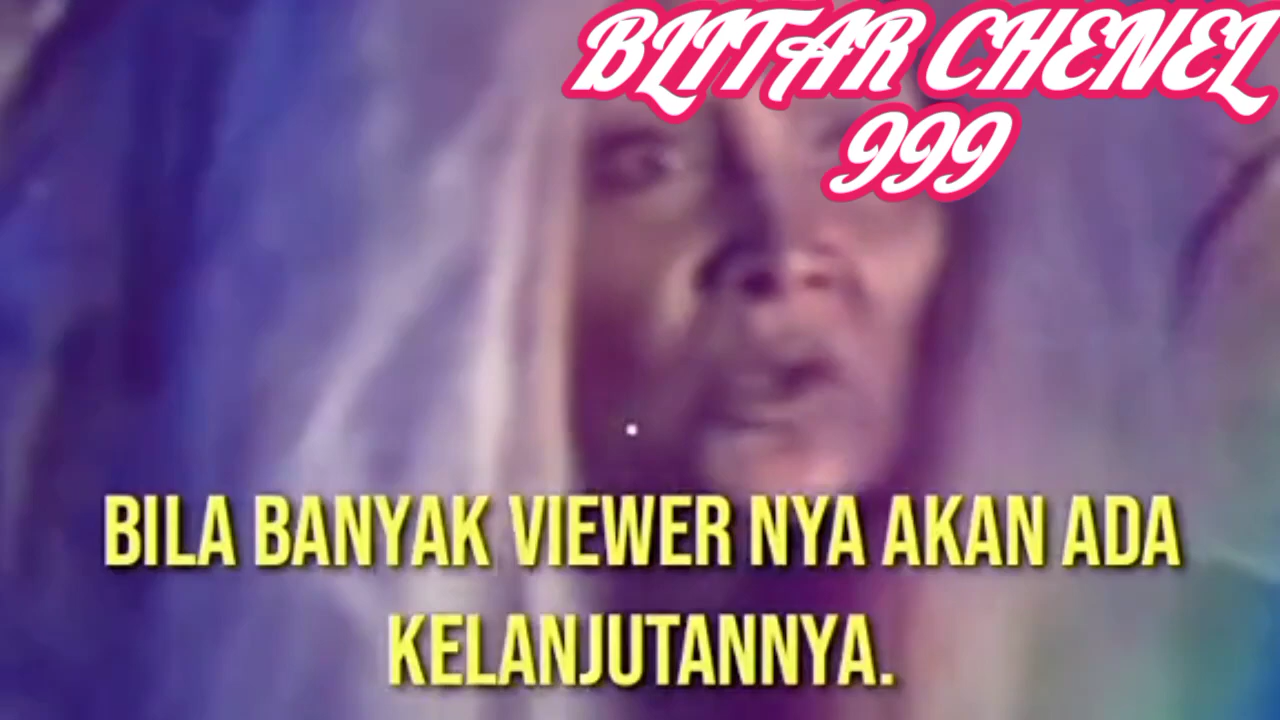 BLITAR CHENEL
999
BILA BANYAK VIEWER NYA AKAN ADA
KELANJUTANNYA.